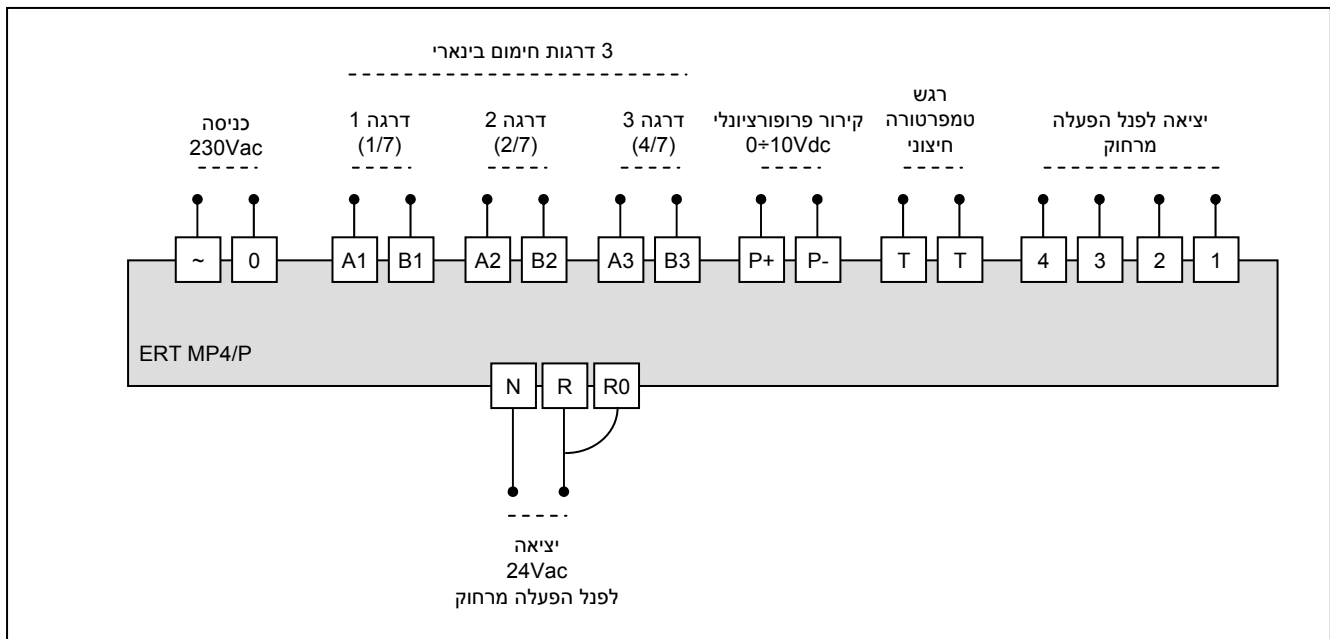 3 דרגות חימום בינארי
כניסה
230Vac
דרגה 1
(1/7)
דרגה 2
(2/7)
דרגה 3
(4/7)
קירור פרופורציונלי
0÷10Vdc
רגש
טמפרטורה
חיצוני
יציאה לפנל הפעלה
מרחוק
~ 0 A1 B1 A2 B2 A3 B3 P+ P- T T 4 3 2 1
ERT MP4/P
N R R0
יציאה
24Vac
לפנל הפעלה מרחוק